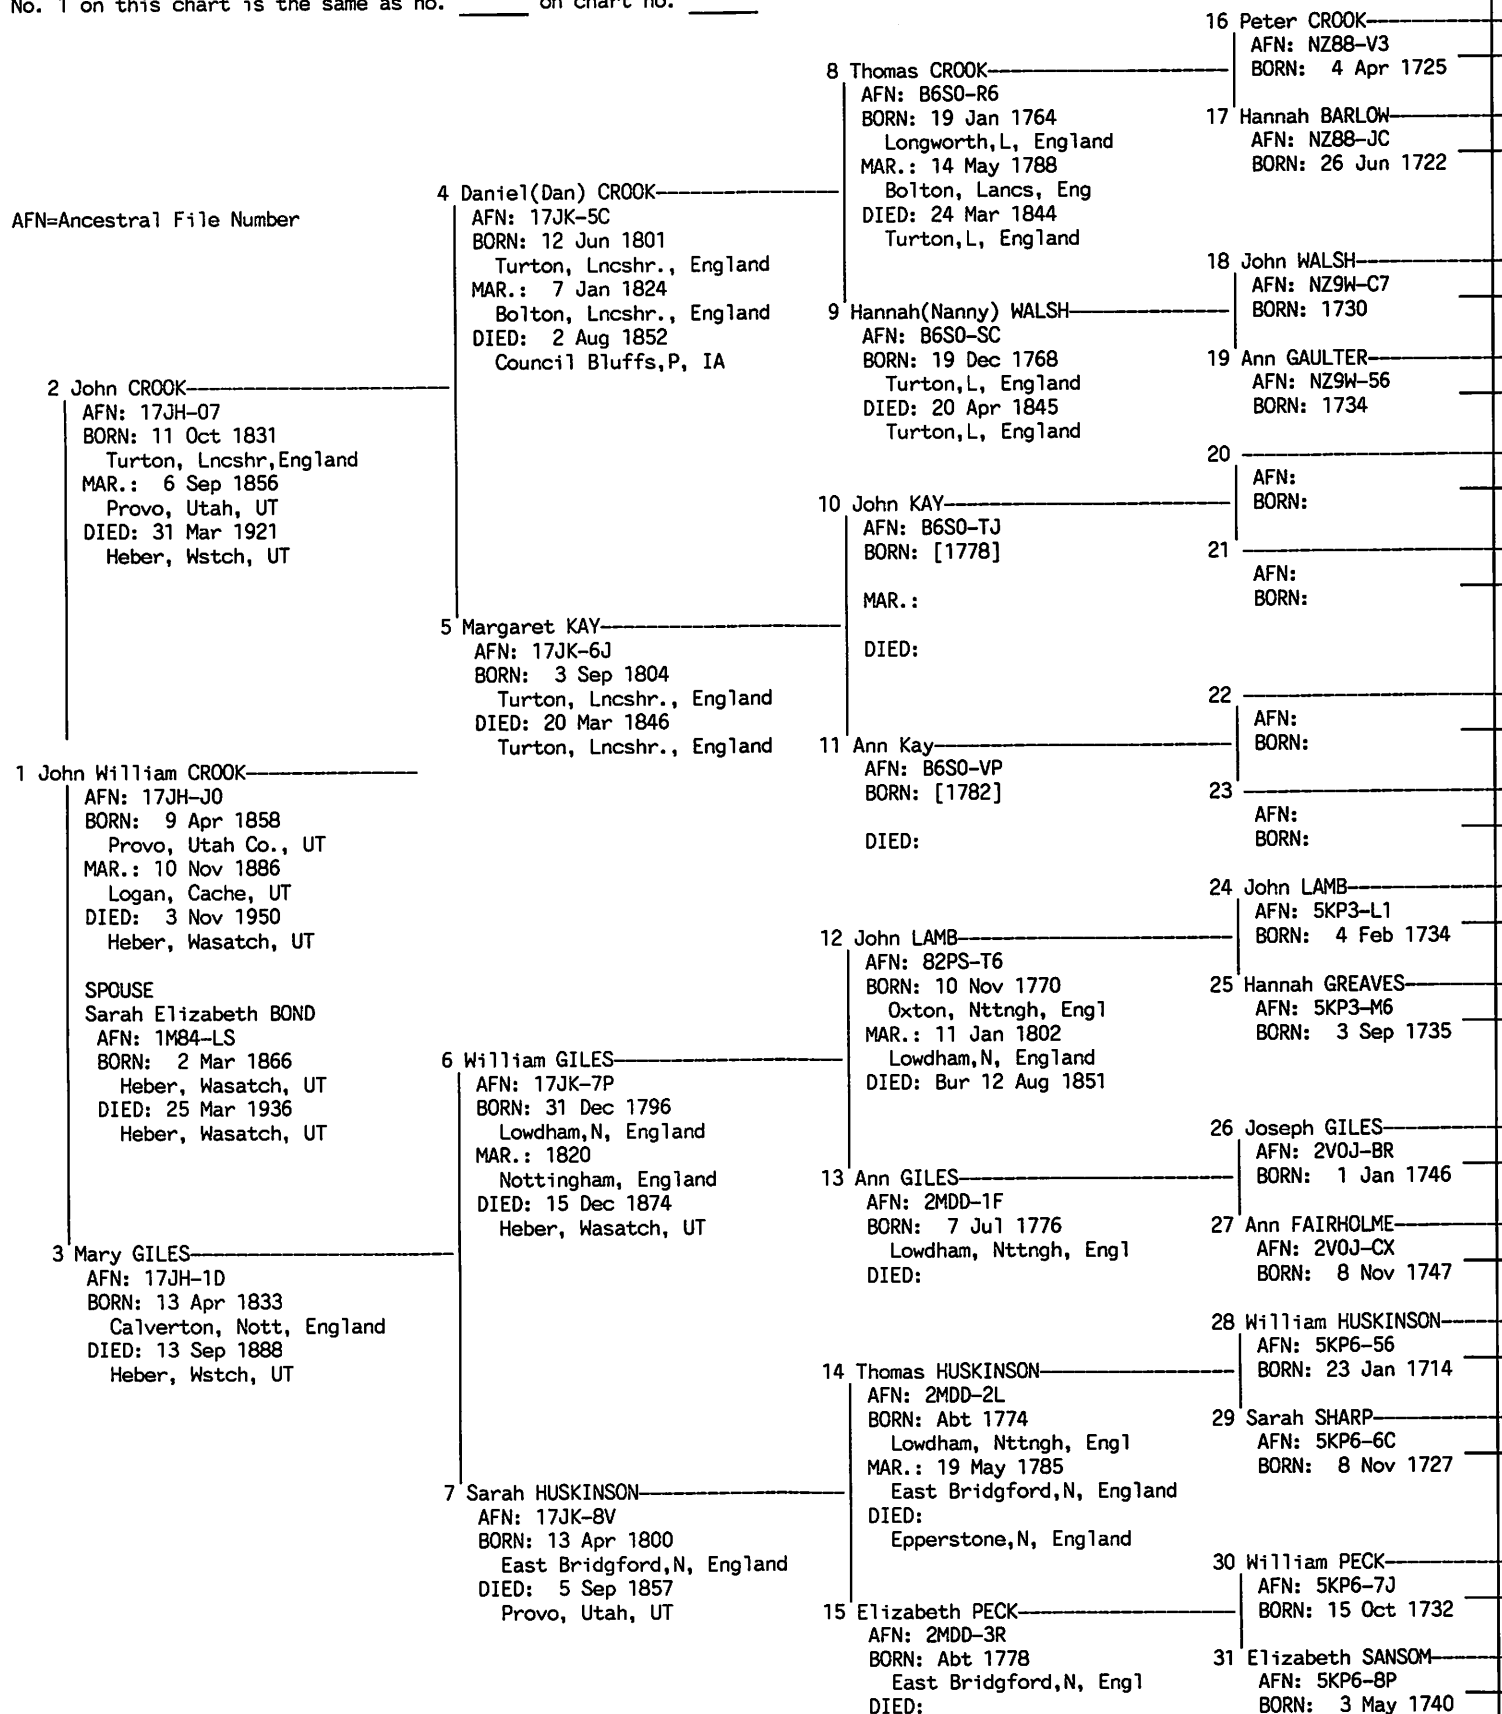 No. 1 on this chart is the same as no. _____ on chart no. _____
AFN=Ancestral File Number
1 John William CROOK
AFN: 17JH-J0
BORN: 9 Apr 1858
Provo, Utah Co., UT
MAR.: 10 Nov 1886
Logan, Cache, UT
DIED: 3 Nov 1950
Heber, Wasatch, UT
SPOUSE
Sarah Elizabeth BOND
AFN: 1M84-LS
BORN: 2 Mar 1866
Heber, Wasatch, UT
DIED: 25 Mar 1936
Heber, Wasatch, UT
2 John CROOK
AFN: 17JH-07
BORN: 11 Oct 1831
Turton, Lncshr,England
MAR.: 6 Sep 1856
Provo, Utah, UT
DIED: 31 Mar 1921
Heber, Wstch, UT
3 Mary GILES
AFN: 17JH-1D
BORN: 13 Apr 1833
Calverton, Nott, England
DIED: 13 Sep 1888
Heber, Wstch, UT
4 Daniel(Dan) CROOK
AFN: 17JK-5C
BORN: 12 Jun 1801
Turton, Lncshr., England
MAR.: 7 Jan 1824
Bolton, Lncshr., England
DIED: 2 Aug 1852
Council Bluffs,P, IA
5 Margaret KAY
AFN: 17JK-6J
BORN: 3 Sep 1804
Turton, Lncshr., England
DIED: 20 Mar 1846
Turton, Lncshr., England
6 William GILES
AFN: 17JK-7P
BORN: 31 Dec 1796
Lowdham,N, England
MAR.: 1820
Nottingham, England
DIED: 15 Dec 1874
Heber, Wasatch, UT
7 Sarah HUSKINSON
AFN: 17JK-8V
BORN: 13 Apr 1800
East Bridgford,N, England
DIED: 5 Sep 1857
Provo, Utah, UT
8 Thomas CROOK
AFN: B6S0-R6
BORN: 19 Jan 1764
Longworth,L, England
MAR.: 14 May 1788
Bolton, Lancs, Eng
DIED: 24 Mar 1844
Turton,L, England
9 Hannah(Nanny) WALSH
AFN: B6S0-SC
BORN: 19 Dec 1768
Turton,L, England
DIED: 20 Apr 1845
Turton,L, England
10 John KAY
AFN: B6S0-TJ
BORN: [1778]
MAR.:
DIED:
11 Ann Kay
AFN: B6S0-VP
BORN: [1782]
DIED:
12 John LAMB
AFN: 82PS-T6
BORN: 10 Nov 1770
Oxton, Nttngh, Engl
MAR.: 11 Jan 1802
Lowdham,N, England
DIED: Bur 12 Aug 1851
13 Ann GILES
AFN: 2MDD-1F
BORN: 7 Jul 1776
Lowdham, Nttngh, Engl
DIED:
14 Thomas HUSKINSON
AFN: 2MDD-2L
BORN: Abt 1774
Lowdham, Nttngh, Engl
MAR.: 19 May 1785
East Bridgford,N, England
DIED:
Epperstone,N, England
15 Elizabeth PECK
AFN: 2MDD-3R
BORN: Abt 1778
East Bridgford,N, Engl
DIED:
16 Peter CROOK
AFN: NZ88-V3
BORN: 4 Apr 1725
17 Hannah BARLOW
AFN: NZ88-JC
BORN: 26 Jun 1722
18 John WALSH
AFN: NZ9W-C7
BORN: 1730
19 Ann GAULTER
AFN: NZ9W-56
BORN: 1734
20
AFN:
BORN:
21
AFN:
BORN:
22
AFN:
BORN:
23
AFN:
BORN:
24 John LAMB
AFN: 5KP3-L1
BORN: 4 Feb 1734
25 Hannah GREAVES
AFN: 5KP3-M6
BORN: 3 Sep 1735
26 Joseph GILES
AFN: 2V0J-BR
BORN: 1 Jan 1746
27 Ann FAIRHOLME
AFN: 2V0J-CX
BORN: 8 Nov 1747
28 William HUSKINSON
AFN: 5KP6-56
BORN: 23 Jan 1714
29 Sarah SHARP
AFN: 5KP6-6C
BORN: 8 Nov 1727
30 William PECK
AFN: 5KP6-7J
BORN: 15 Oct 1732
31 Elizabeth SANSOM
AFN: 5KP6-8P
BORN: 3 May 1740